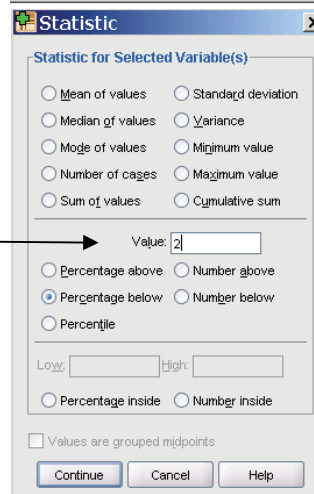 Statistic
Statistic for Selected Variable(s)
Mean of values Standard deviation
Median of values Variance
Mode of values Minimum value
Number of cases Maximum value
Sum of values Cumulative sum
Value: 2
Percentage above Number above
Percentage below Number below
Percentile
Low: High:
Percentage inside Number inside
Values are grouped midpoints
Continue Cancel Help